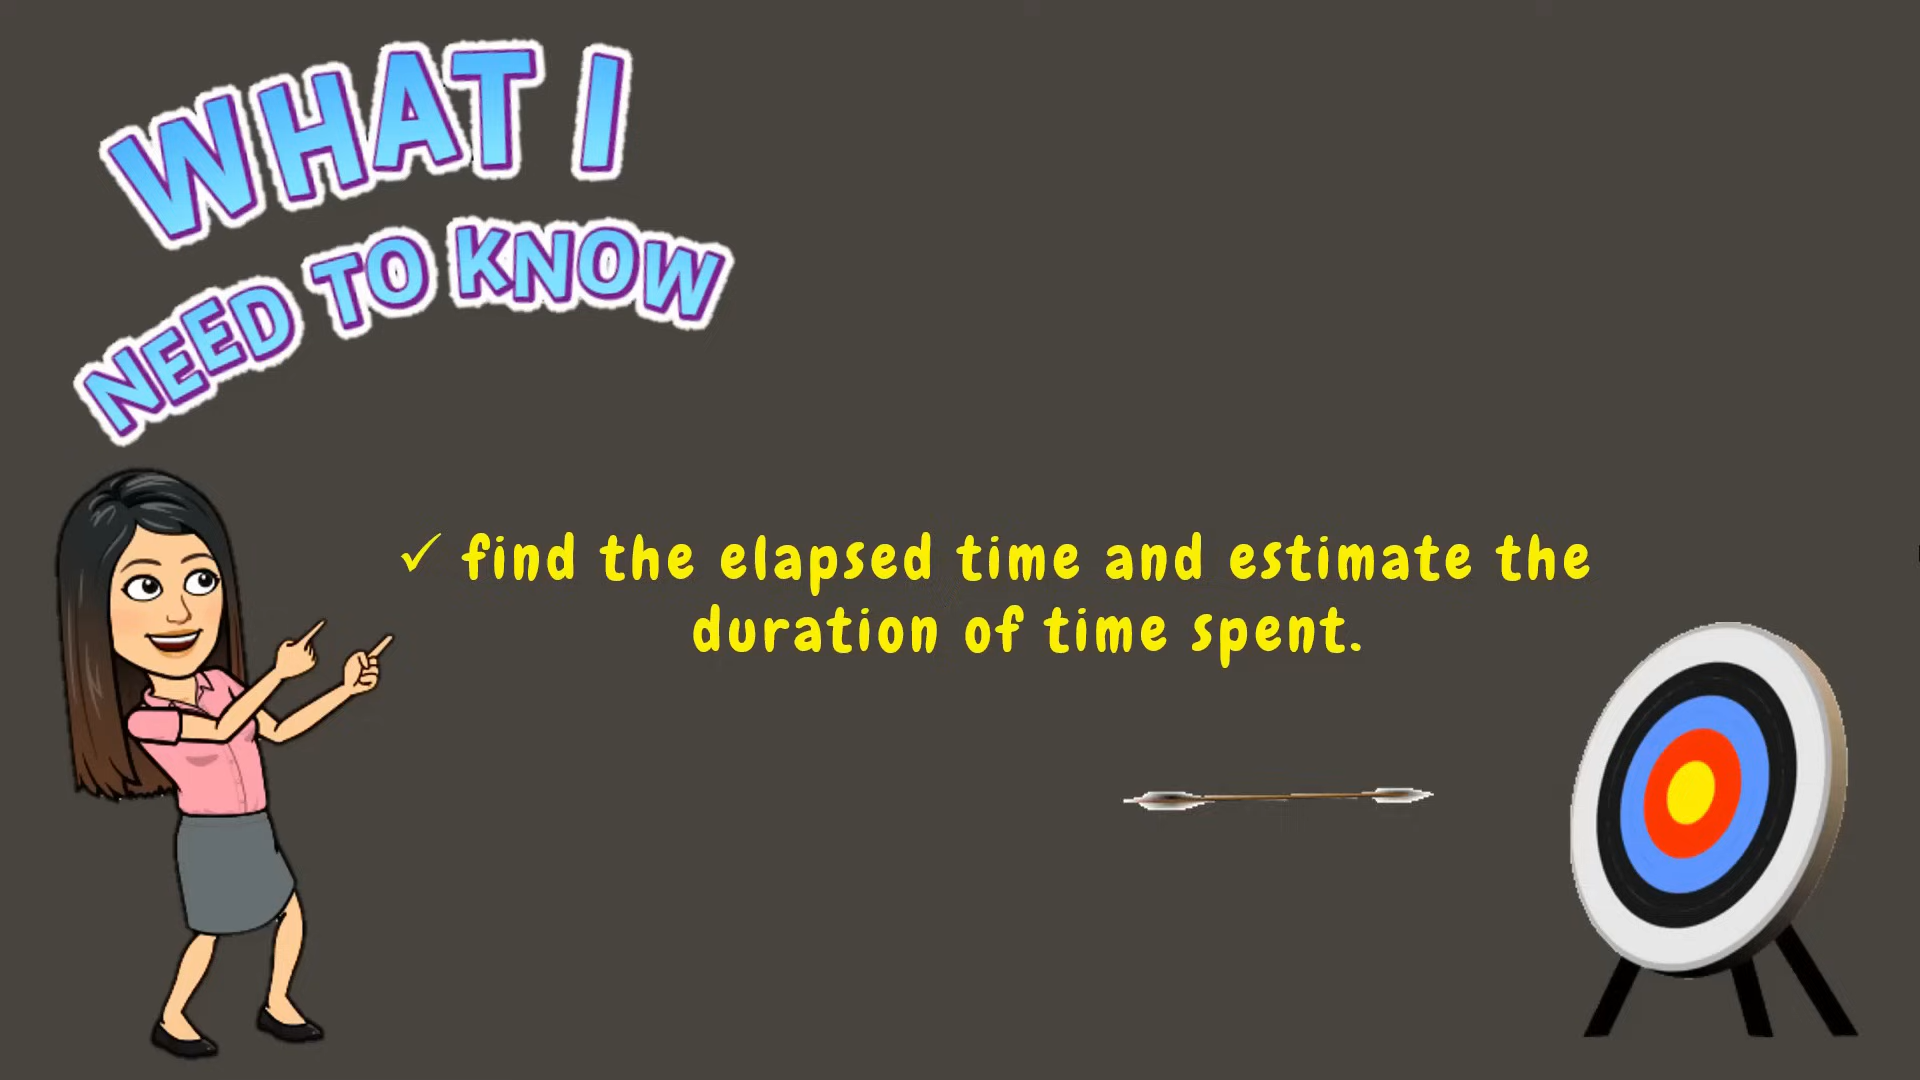 WHAT I
NEED TO KNOW
✓ find the elapsed time and estimate the
duration of time spent.